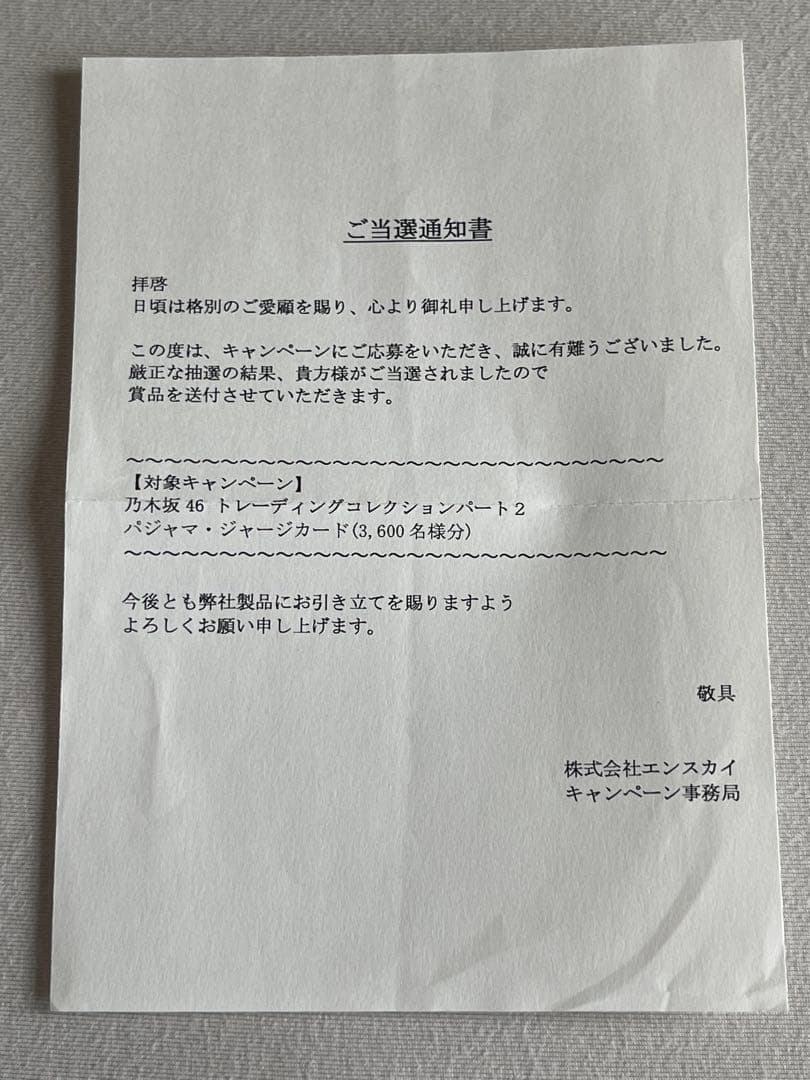 ご当選通知書
拝啓
日頃は格別のご愛顧を賜り、心より御礼申し上げます。
この度は、キャンペーンにご応募をいただき、誠に有難うございました。
厳正な抽選の結果、貴方様がご当選されましたので
賞品を送付させていただきます。
～～～～～～～～～～～～～～～～～～～～～～～～～～～～
【対象キャンペーン】
乃木坂46 トレーディングコレクションパート２
パジャマ・ジャージカード(3,600名様分)
～～～～～～～～～～～～～～～～～～～～～～～～～～～～
今後とも弊社製品にお引き立てを賜りますよう
よろしくお願い申し上げます。
敬具
株式会社エンスカイ
キャンペーン事務局